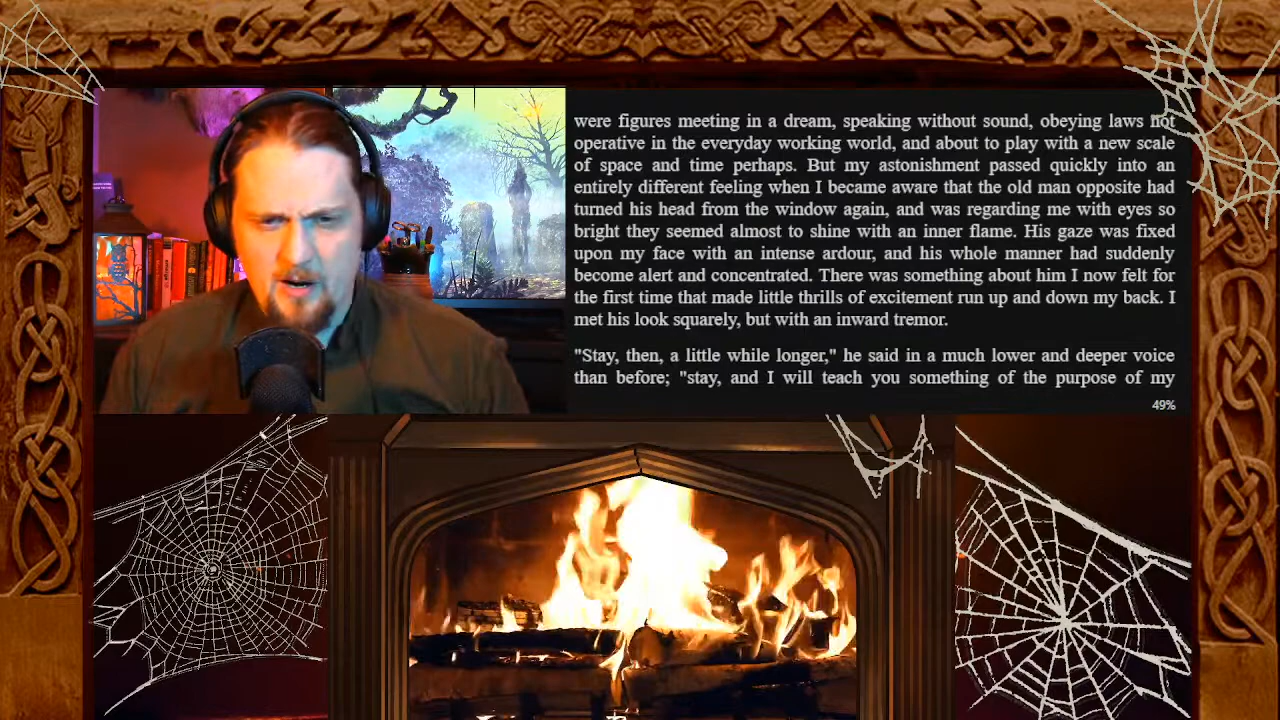 were figures meeting in a dream, speaking without sound, obeying laws not
operative in the everyday working world, and about to play with a new scale
of space and time perhaps. But my astonishment passed quickly into an
entirely different feeling when I became aware that the old man opposite had
turned his head from the window again, and was regarding me with eyes so
bright they seemed almost to shine with an inner flame. His gaze was fixed
upon my face with an intense ardour, and his whole manner had suddenly
become alert and concentrated. There was something about him I now felt for
the first time that made little thrills of excitement run up and down my back. I
met his look squarely, but with an inward tremor.
"Stay, then, a little while longer," he said in a much lower and deeper voice
than before; "stay, and I will teach you something of the purpose of my
49%